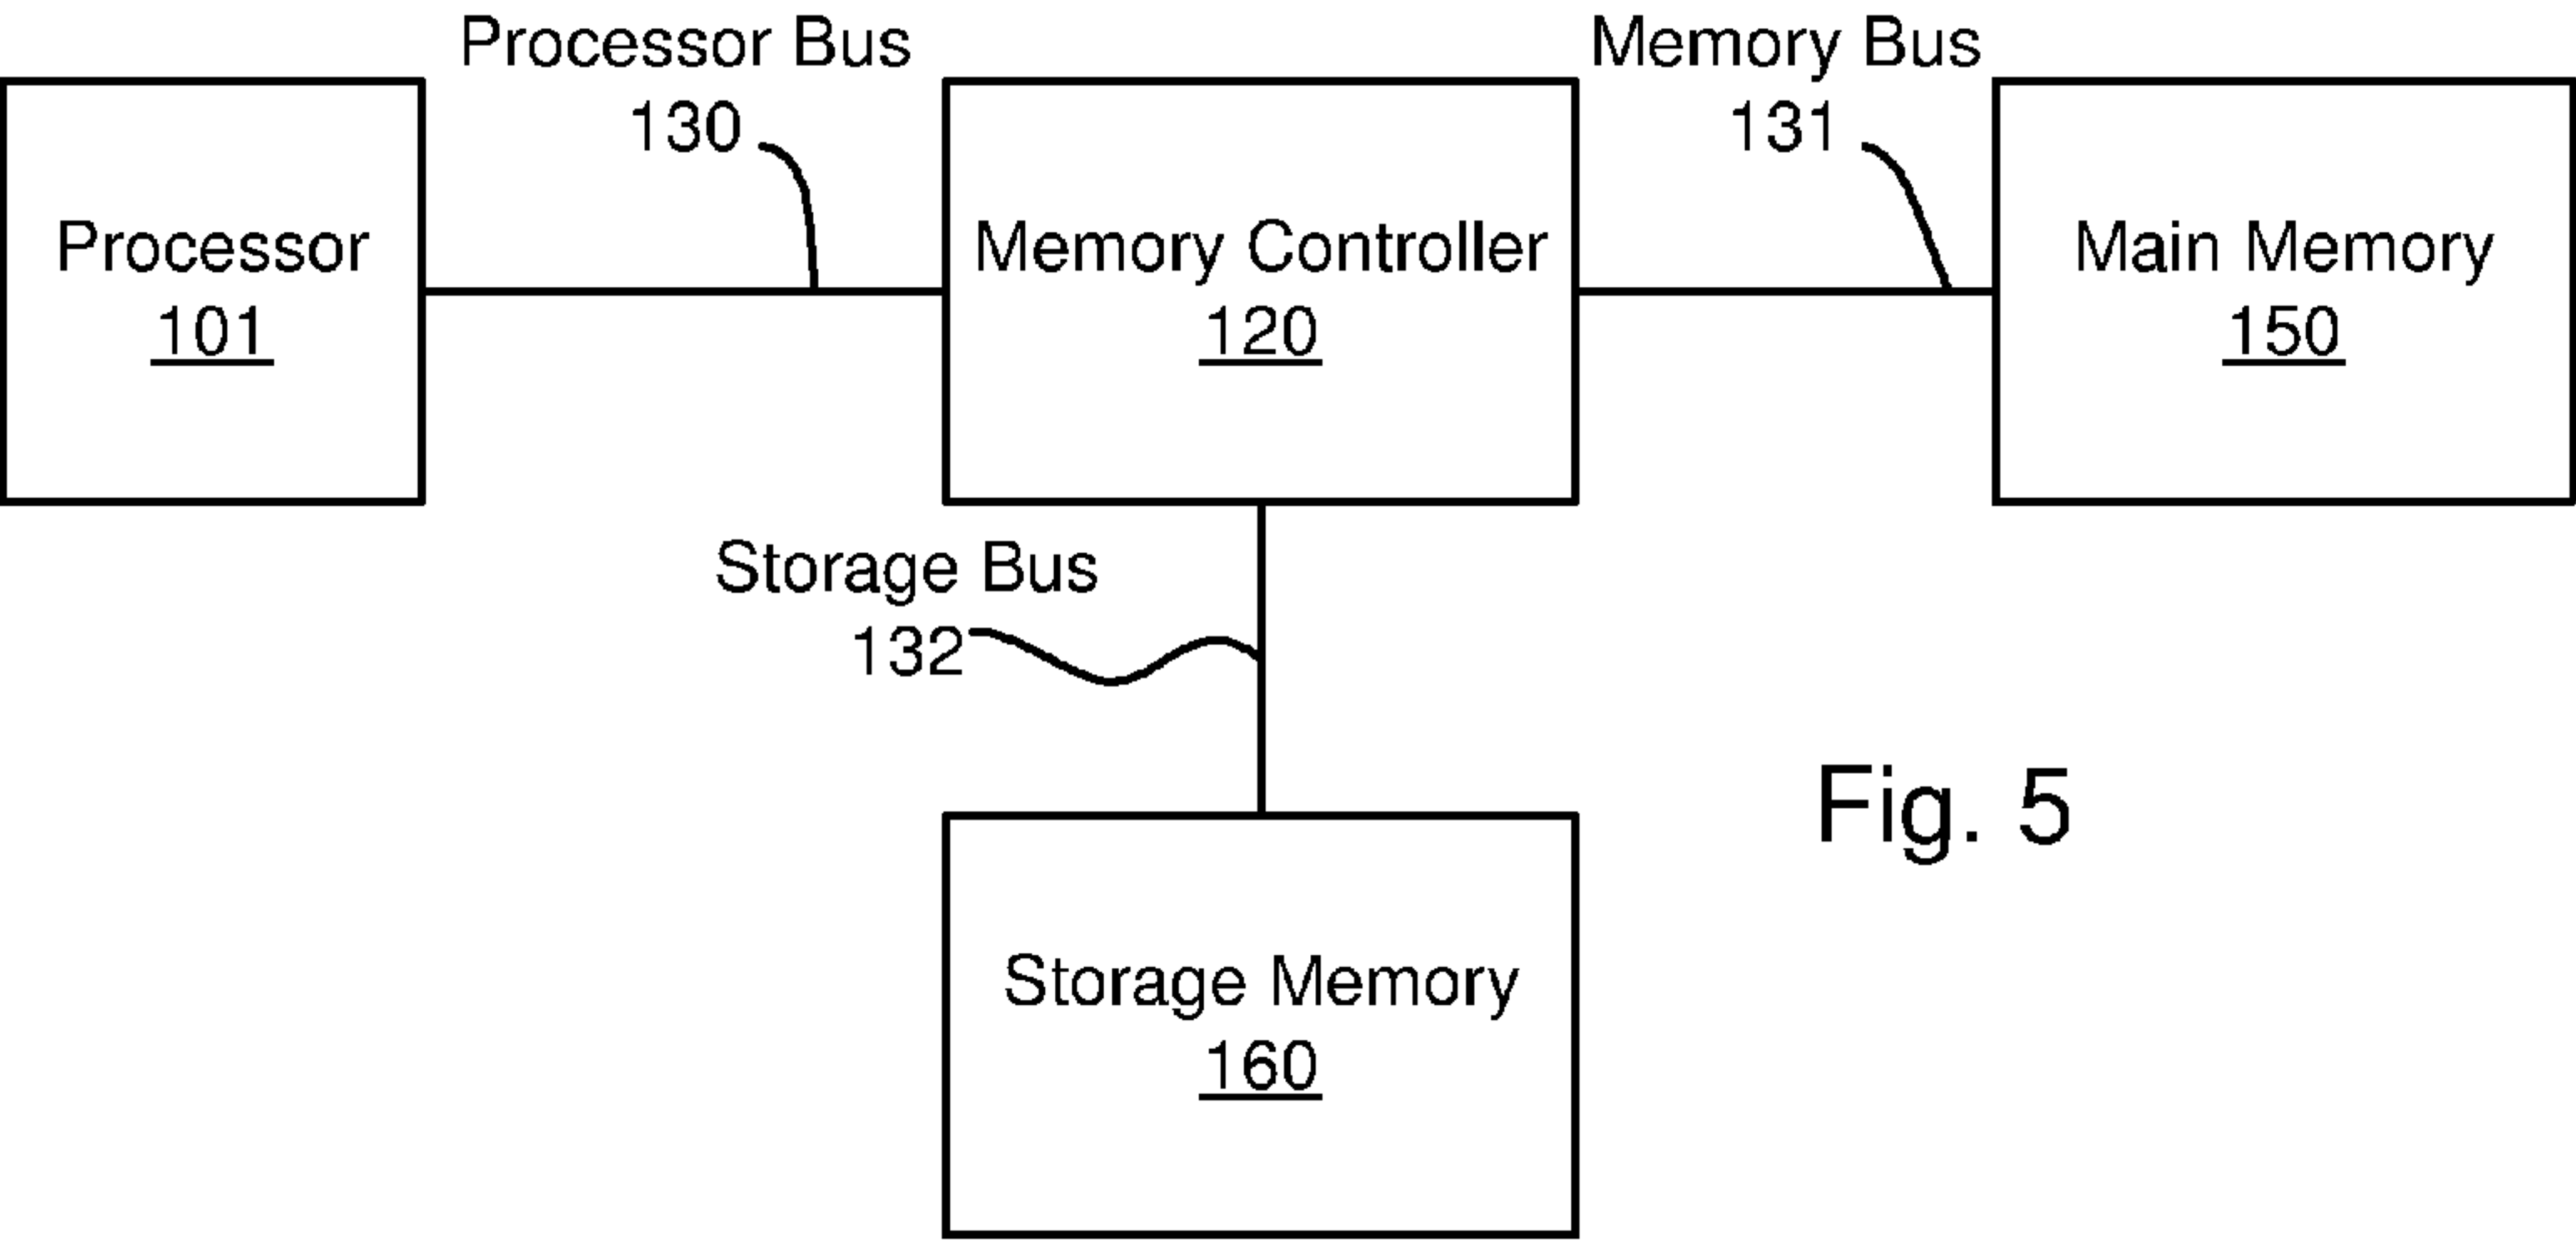 Processor Bus
130
Memory Bus
131
Processor
101
Memory Controller
120
Main Memory
150
Storage Bus
132
Fig. 5
Storage Memory
160